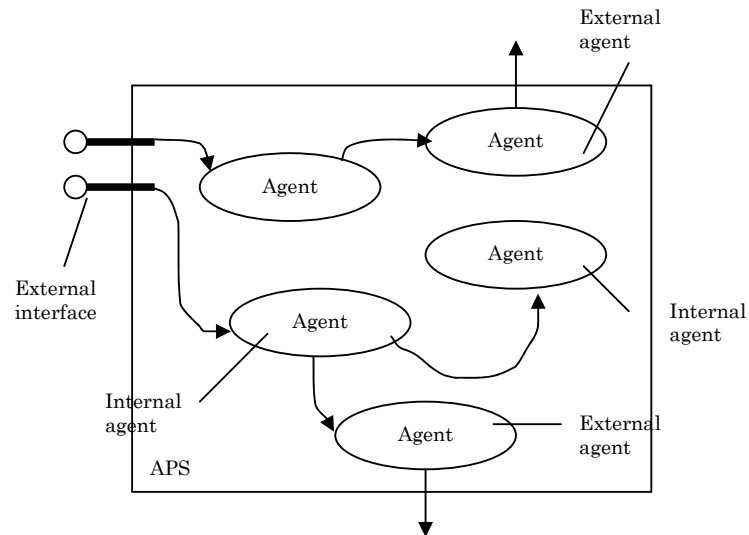 External
agent
Agent
Agent
Agent
External
interface
Internal
agent
Agent
Internal
agent
Agent
External
agent
APS